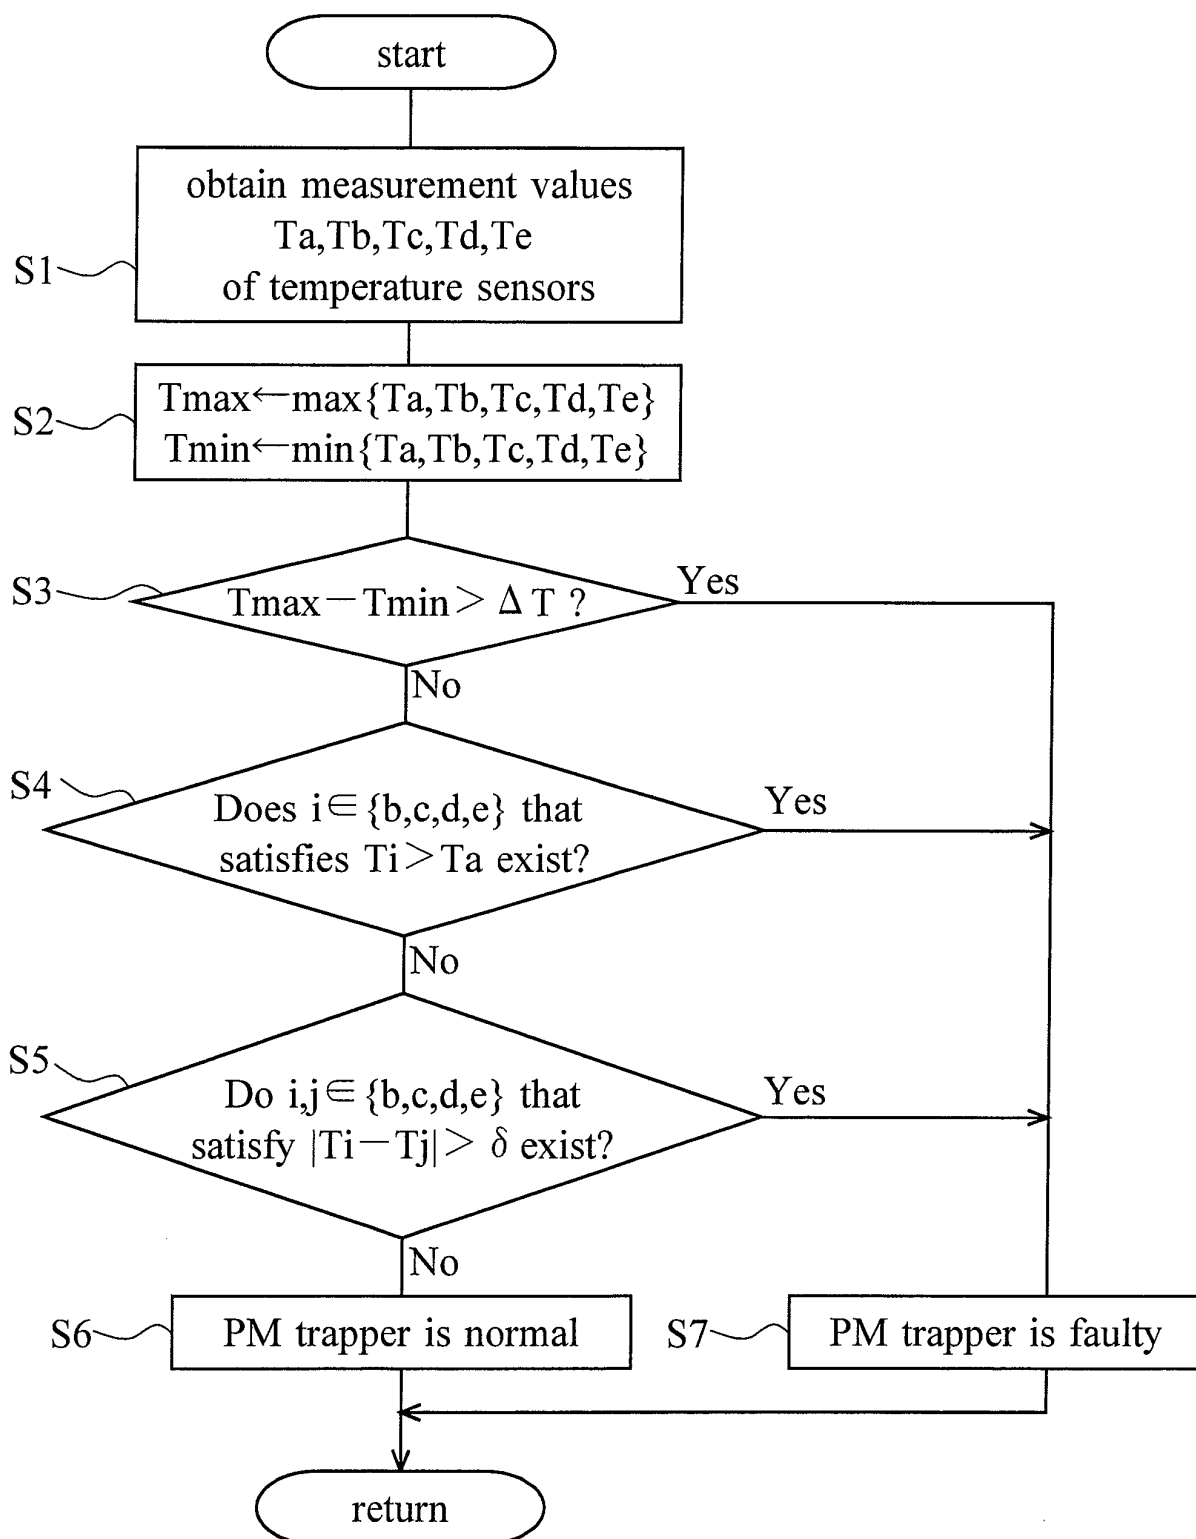 start
obtain measurement values
Ta,Tb,Tc,Td,Te
of temperature sensors
S1
Tmax←max{Ta,Tb,Tc,Td,Te}
Tmin←min{Ta,Tb,Tc,Td,Te}
S2
S3
Tmax−Tmin>ΔT ?
Yes
No
S4
Does i∈{b,c,d,e} that
satisfies Ti>Ta exist?
Yes
No
S5
Do i,j∈{b,c,d,e} that
satisfy |Ti−Tj|> δ exist?
Yes
No
S6
PM trapper is normal
S7
PM trapper is faulty
return